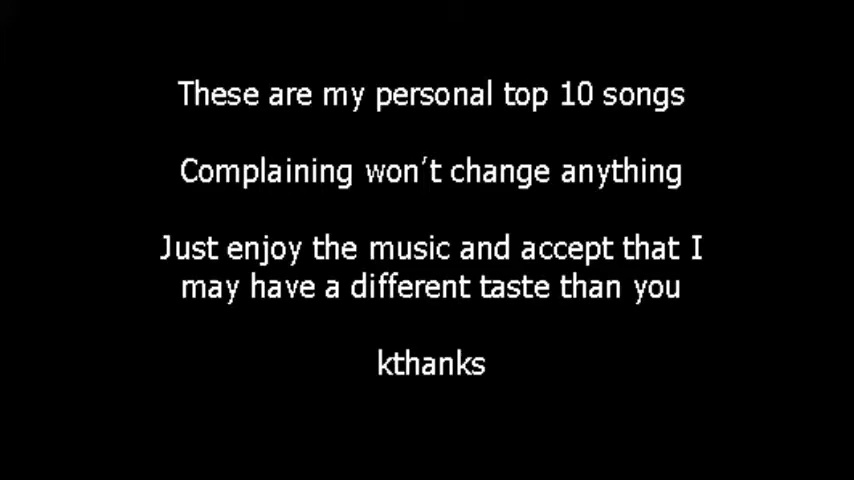 These are my personal top 10 songs
Complaining won't change anything
Just enjoy the music and accept that I
may have a different taste than you
kthanks